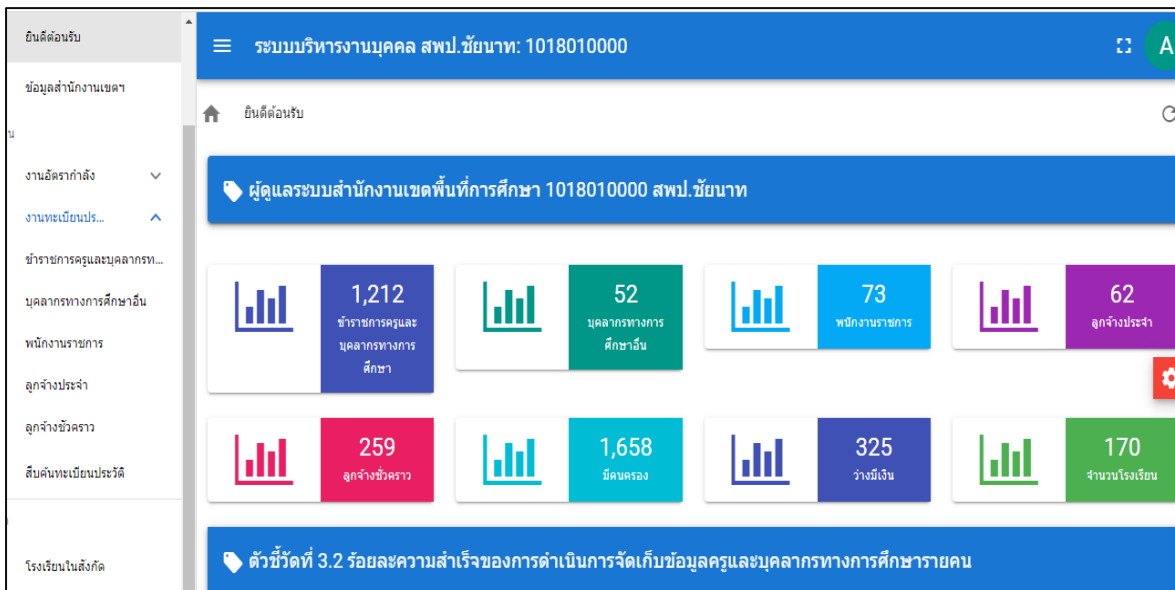 ยินดีต้อนรับ
ข้อมูลสำนักงานเขตฯ
น
งานอัตรากำลัง
งานทะเบียนปร...
ข้าราชการครูและบุคลากรท...
บุคลากรทางการศึกษาอื่น
พนักงานราชการ
ลูกจ้างประจำ
ลูกจ้างชั่วคราว
สืบค้นทะเบียนประวัติ
โรงเรียนในสังกัด
ระบบบริหารงานบุคคล สพป.ชัยนาท: 1018010000
A
ยินดีต้อนรับ
ผู้ดูแลระบบสำนักงานเขตพื้นที่การศึกษา 1018010000 สพป.ชัยนาท
1,212
ข้าราชการครูและ
บุคลากรทางการ
ศึกษา
52
บุคลากรทางการ
ศึกษาอื่น
73
พนักงานราชการ
62
ลูกจ้างประจำ
259
ลูกจ้างชั่วคราว
1,658
มีคนครอง
325
ว่างมีเงิน
170
จำนวนโรงเรียน
ตัวชี้วัดที่ 3.2 ร้อยละความสำเร็จของการดำเนินการจัดเก็บข้อมูลครูและบุคลากรทางการศึกษารายคน